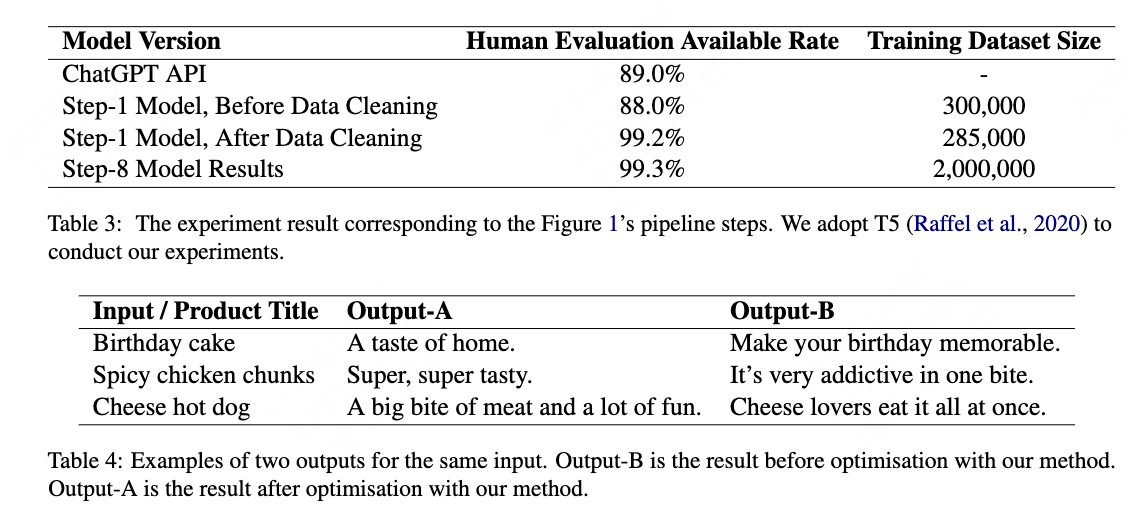 Model Version Human Evaluation Available Rate Training Dataset Size
ChatGPT API 89.0% -
Step-1 Model, Before Data Cleaning 88.0% 300,000
Step-1 Model, After Data Cleaning 99.2% 285,000
Step-8 Model Results 99.3% 2,000,000
Table 3: The experiment result corresponding to the Figure 1's pipeline steps. We adopt T5 (Raffel et al., 2020) to
conduct our experiments.
Input / Product Title Output-A Output-B
Birthday cake A taste of home. Make your birthday memorable.
Spicy chicken chunks Super, super tasty. It's very addictive in one bite.
Cheese hot dog A big bite of meat and a lot of fun. Cheese lovers eat it all at once.
Table 4: Examples of two outputs for the same input. Output-B is the result before optimisation with our method.
Output-A is the result after optimisation with our method.